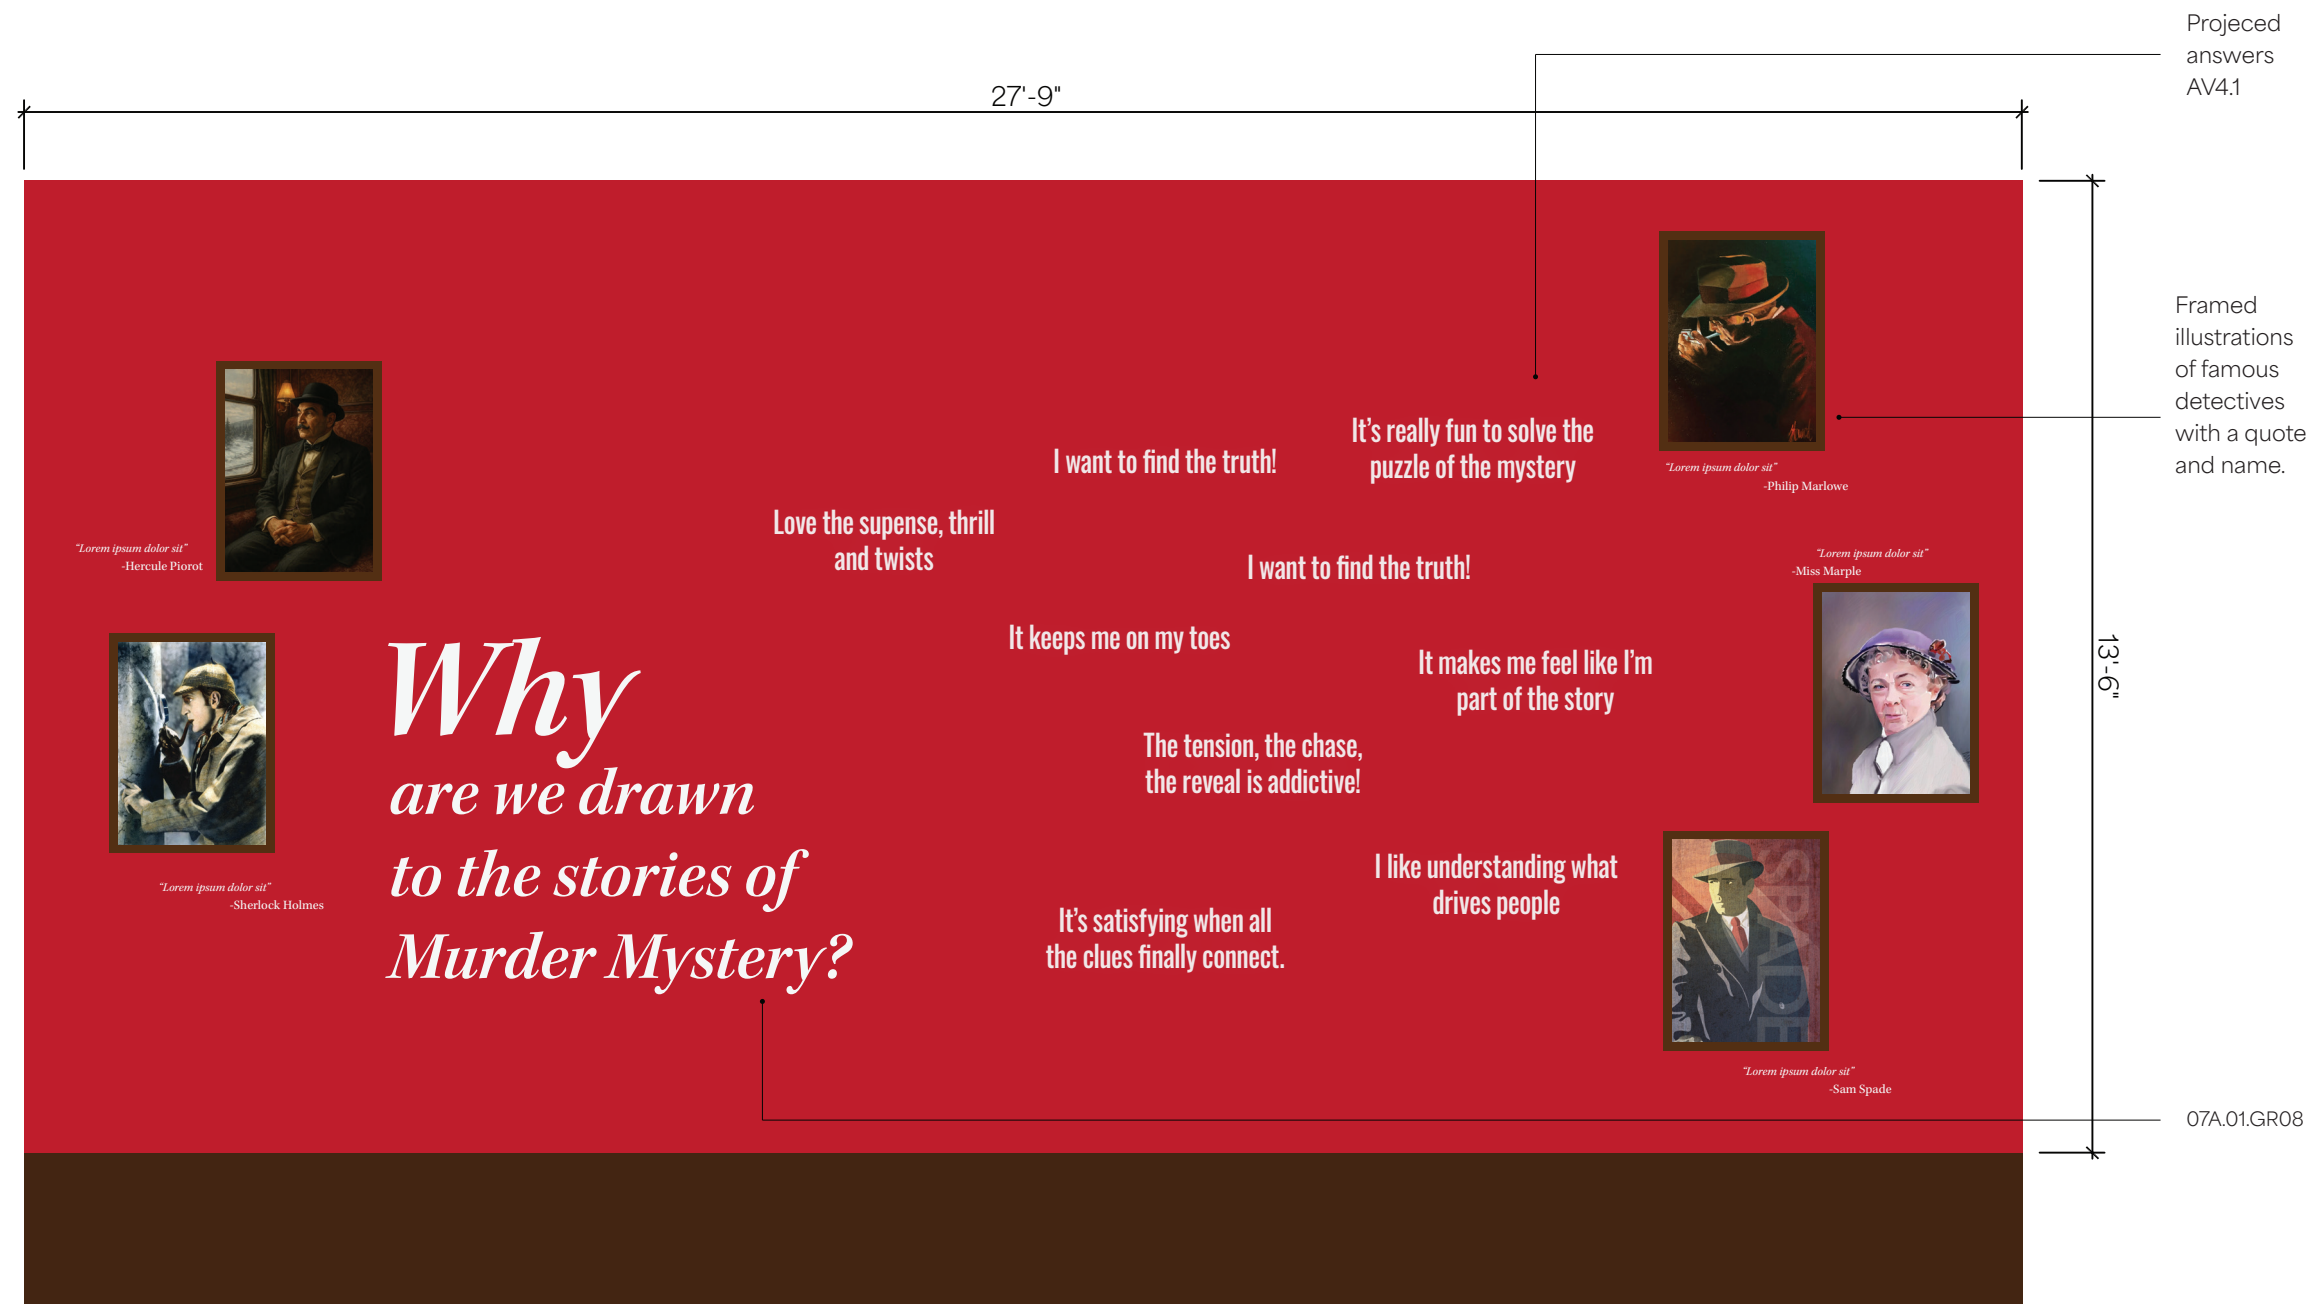 Projeced
answers
AV4.1
27'-9"
Framed
illustrations
of famous
detectives
with a quote
and name.
It's really fun to solve the
puzzle of the mystery
I want to find the truth!
"Lorem ipsum dolor sit"
-Philip Marlowe
Love the supense, thrill
and twists
"Lorem ipsum dolor sit"
-Hercule Piorot
I want to find the truth!
"Lorem ipsum dolor sit"
-Miss Marple
It keeps me on my toes
It makes me feel like I'm
part of the story
13'-6"
Why
are we drawn
to the stories of
Murder Mystery?
The tension, the chase,
the reveal is addictive!
"Lorem ipsum dolor sit"
-Sherlock Holmes
I like understanding what
drives people
It's satisfying when all
the clues finally connect.
SPADE
"Lorem ipsum dolor sit"
-Sam Spade
07A.01.GR08